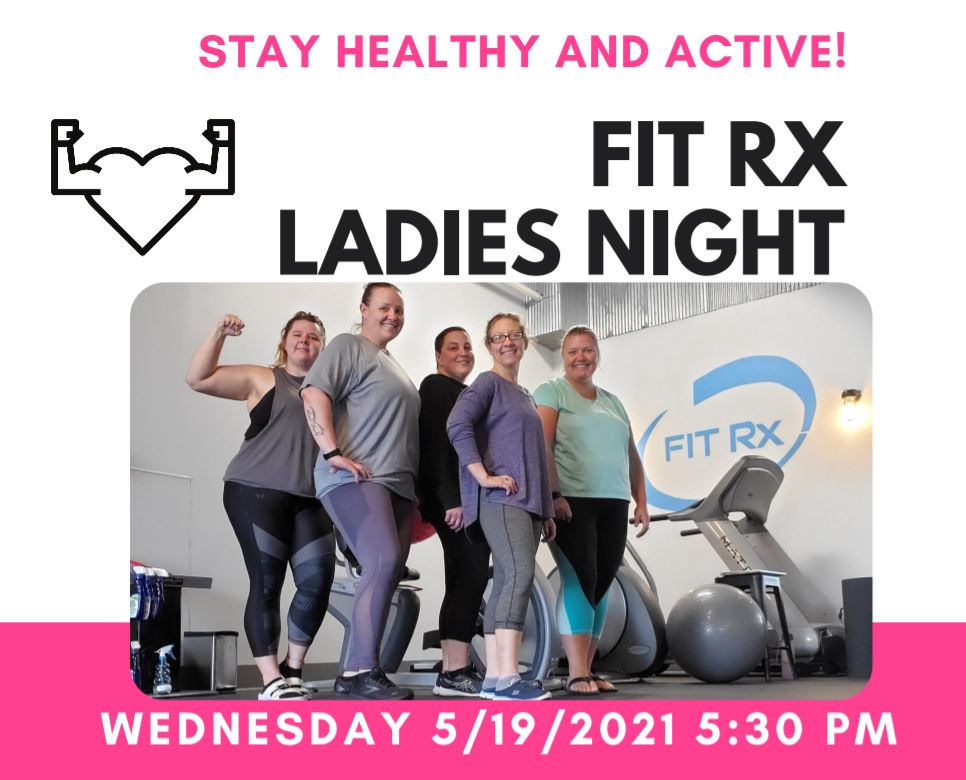 STAY HEALTHY AND ACTIVE!
FIT RX
LADIES NIGHT
FIT RX
WEDNESDAY 5/19/2021 5:30 PM